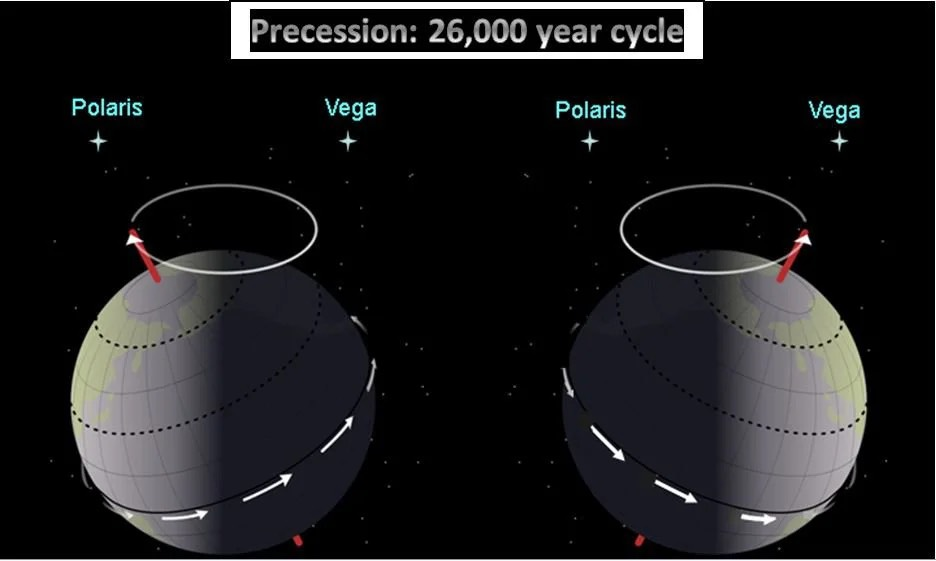 Precession: 26,000 year cycle
Polaris
Vega
Polaris
Vega